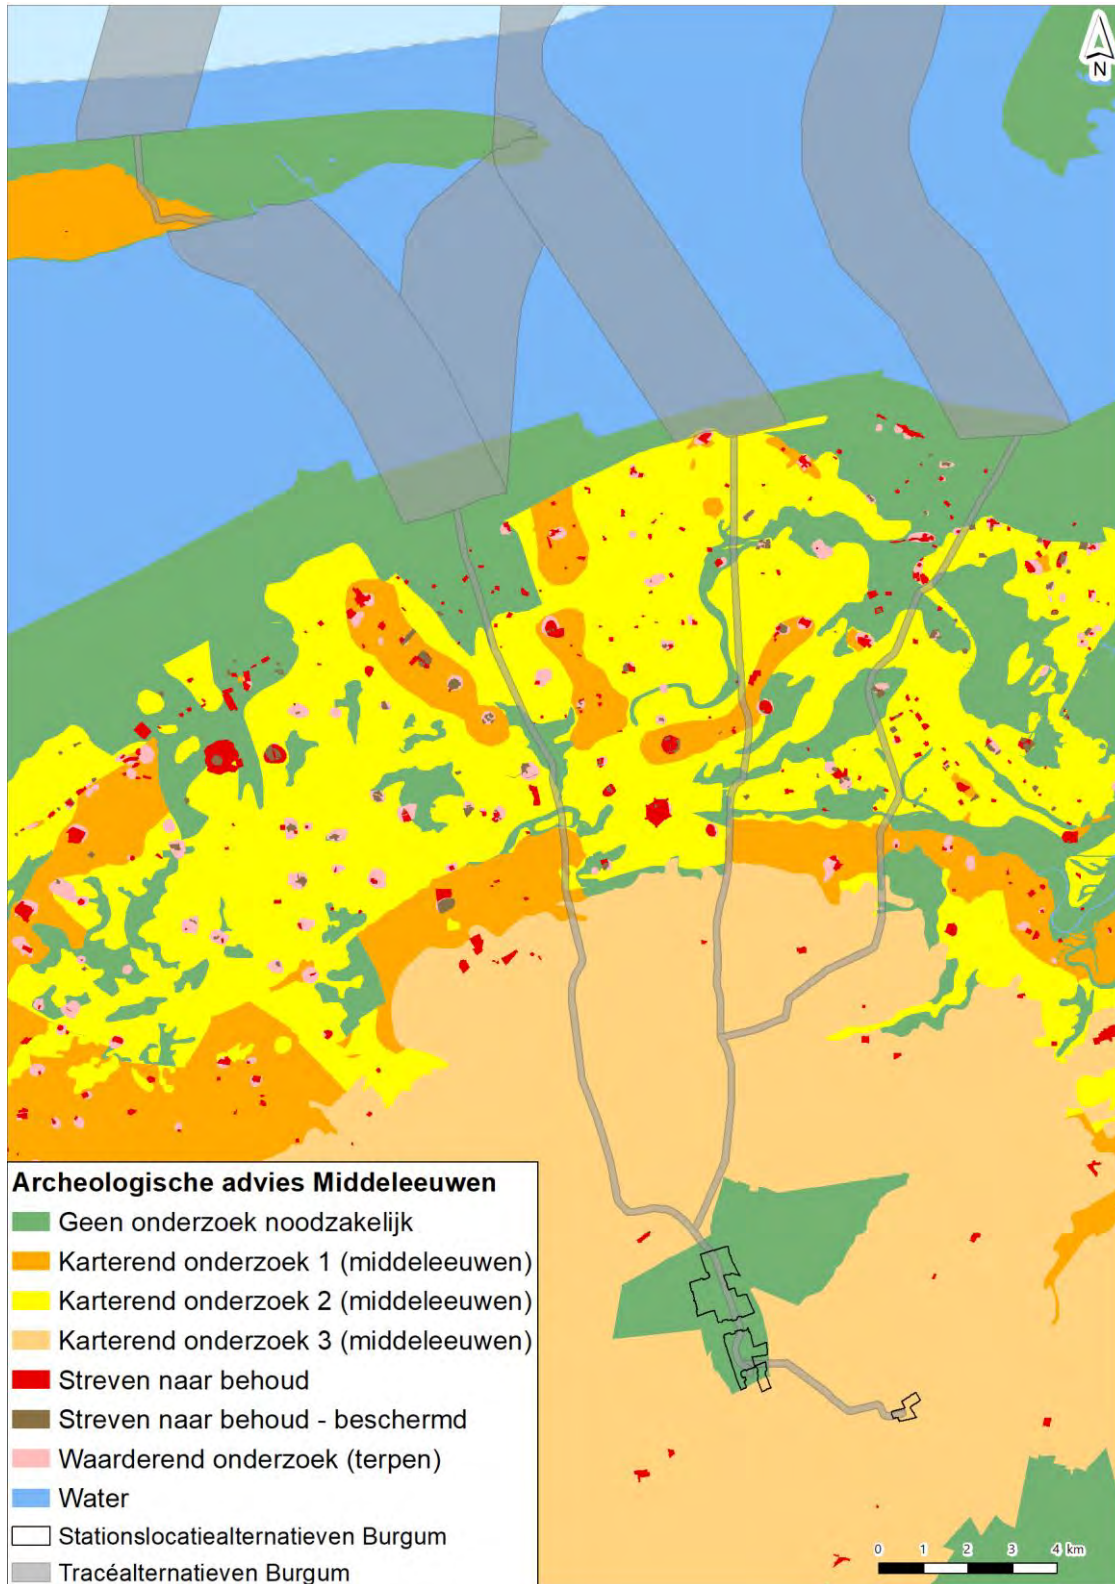 N
Archeologische advies Middeleeuwen
Geen onderzoek noodzakelijk
Karterend onderzoek 1 (middeleeuwen)
Karterend onderzoek 2 (middeleeuwen)
Karterend onderzoek 3 (middeleeuwen)
Streven naar behoud
Streven naar behoud - beschermd
Waarderend onderzoek (terpen)
Water
Stationslocatiealternatieven Burgum
Tracéalternatieven Burgum
0 1 2 3 4 km